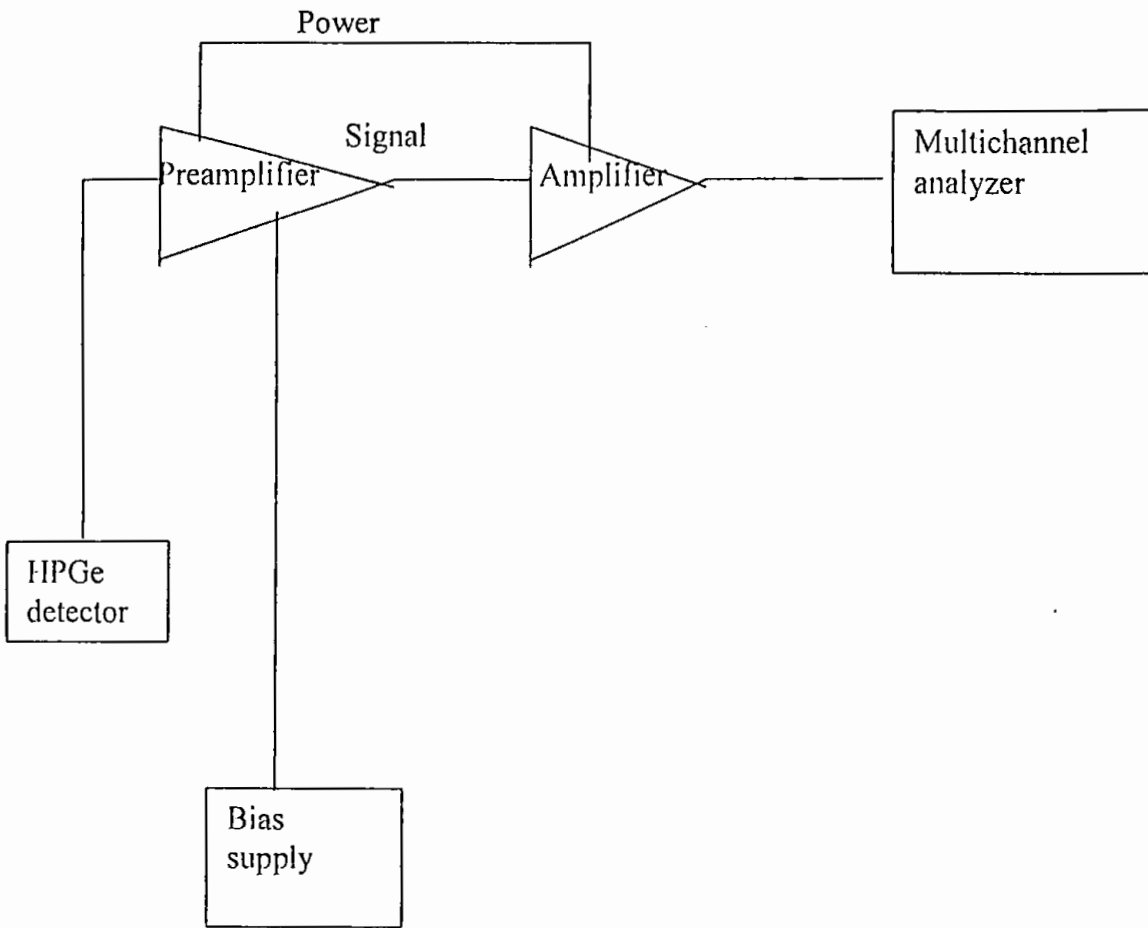 Power
Signal
Preamplifier
Amplifier
Multichannel
analyzer
HPGe
detector
Bias
supply